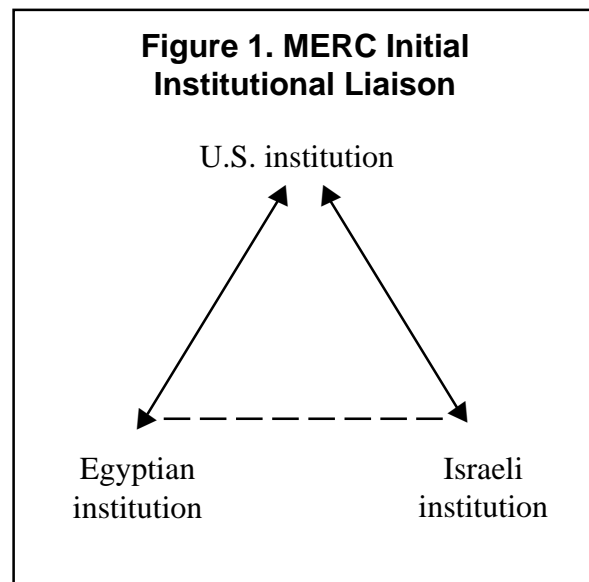 Figure 1. MERC Initial
Institutional Liaison
U.S. institution
Egyptian
institution
Israeli
institution